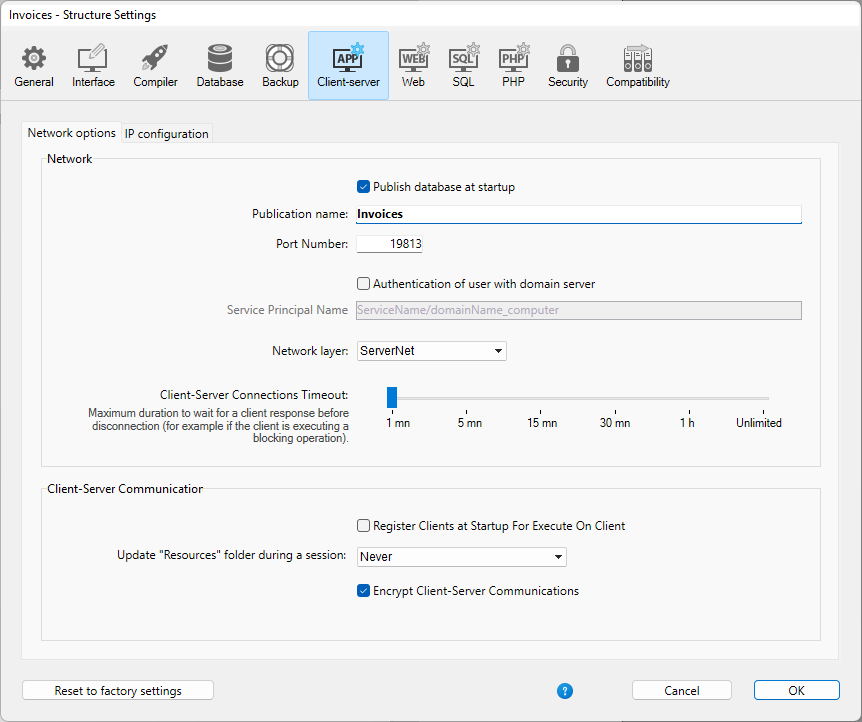 Invoices - Structure Settings
General
Interface
Compiler
Database
Backup
APP
Client-server
WEB
Web
SQL
SQL
PHP
PHP
Security
Compatibility
Network options
IP configuration
Network
Publish database at startup
Publication name: Invoices
Port Number: 19813
Authentication of user with domain server
Service Principal Name ServiceName/domainName_computer
Network layer: ServerNet
Client-Server Connections Timeout:
Maximum duration to wait for a client response before
disconnection (for example if the client is executing a
blocking operation).
1 mn 5 mn 15 mn 30 mn 1 h Unlimited
Client-Server Communication
Register Clients at Startup For Execute On Client
Update "Resources" folder during a session: Never
Encrypt Client-Server Communications
Reset to factory settings
?
Cancel
OK